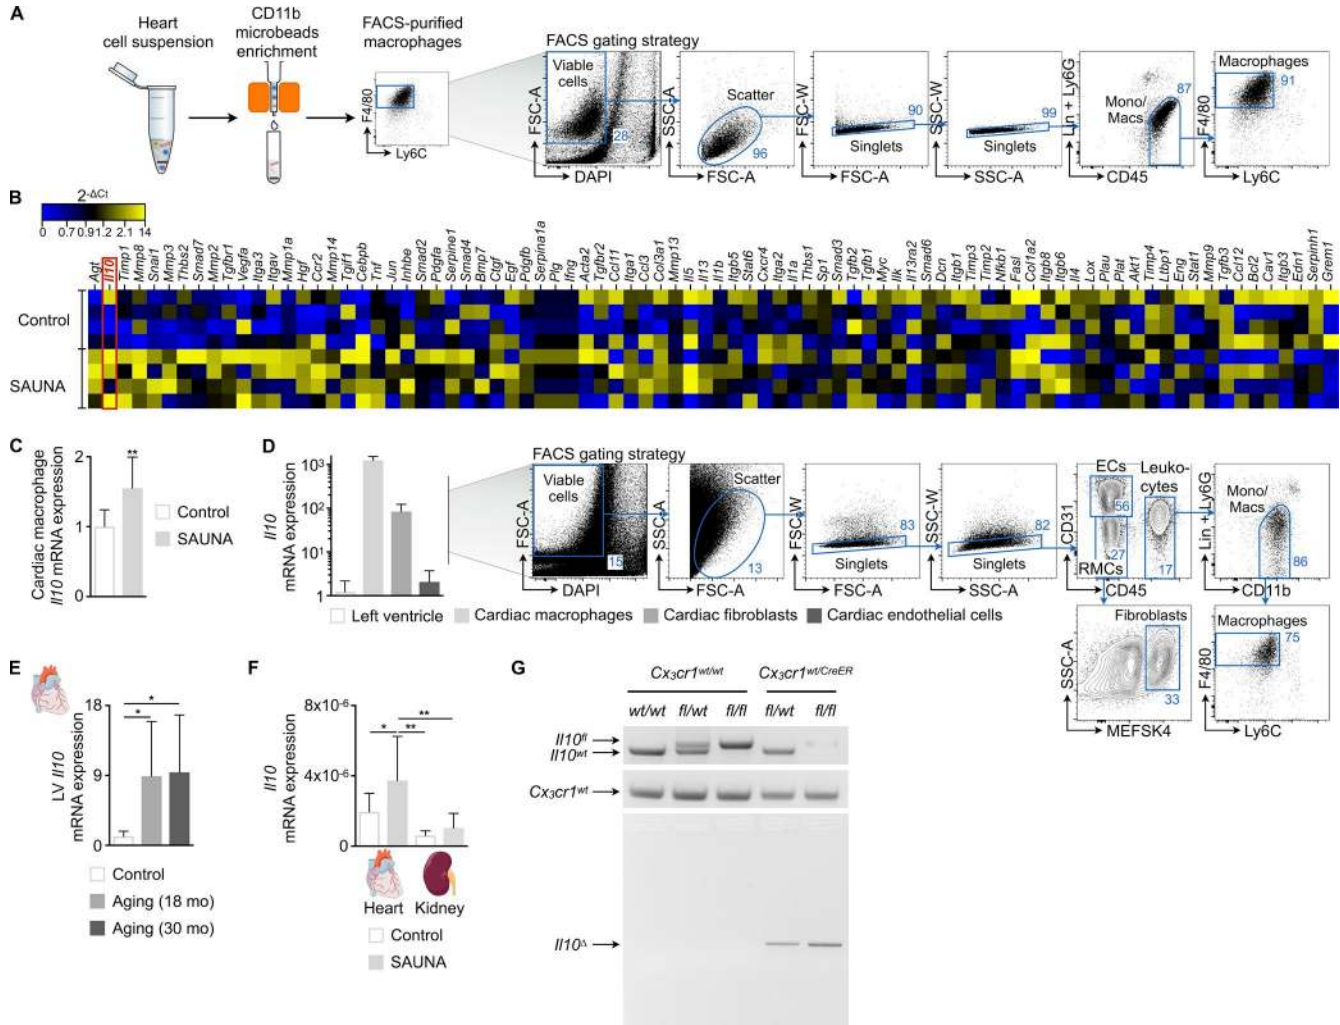 A
Heart
cell suspension
CD11b
microbeads
enrichment
FACS-purified
macrophages
F4/80
Ly6C
FACS gating strategy
Viable
cells
28
FSC-A
DAPI
Scatter
96
SSC-A
FSC-A
90
Singlets
FSC-W
FSC-A
99
Singlets
SSC-W
SSC-A
87
Mono/
Macs
Lin + Ly6G
CD45
Macrophages
91
F4/80
Ly6C
B
2-ΔCt
0 0.7 0.9 1.2 2.1 14
Agt
Il10
Timp1
Mmp8
Snai1
Mmp3
Thbs2
Smad7
Mmp2
Tgfbr1
Vegfa
Itga3
Itgav
Mmp1a
Hgf
Ccr2
Mmp14
Tgif1
Cebpb
Tnf
Jun
Inhbe
Smad2
Pdgfa
Serpine1
Smad4
Bmp7
Ctgf
Egf
Pdgfb
Serpina1a
Plg
Ifng
Acta2
Tgfbr2
Ccl11
Itga1
Ccl3
Col3a1
Mmp13
Il5
Il13
Il1b
Itgb5
Stat6
Cxcr4
Itga2
Il1a
Thbs1
Sp1
Smad3
Tgfb2
Tgfb1
Myc
Ilk
Il13ra2
Smad6
Dcn
Itgb1
Timp3
Timp2
Nfkb1
Fasl
Col1a2
Itgb8
Itgb6
Il4
Lox
Plau
Plat
Akt1
Timp4
Ltbp1
Eng
Stat1
Mmp9
Tgfb3
Ccl12
Bcl2
Cav1
Itgb3
Edn1
Serpinh1
Grem1
Control
SAUNA
C
Cardiac macrophage
Il10 mRNA expression
2
1
0
**
Control
SAUNA
D
Il10
mRNA expression
10³
10²
10¹
1
Left ventricle
Cardiac macrophages
Cardiac fibroblasts
Cardiac endothelial cells
FACS gating strategy
Viable
cells
15
FSC-A
DAPI
Scatter
13
SSC-A
FSC-A
83
Singlets
FSC-W
FSC-A
82
Singlets
SSC-W
SSC-A
ECs
56
Leuko-
cytes
27
RMCs
17
CD31
CD45
Mono/
Macs
86
Lin + Ly6G
CD11b
Fibroblasts
33
SSC-A
MEFSK4
Macrophages
75
F4/80
Ly6C
E
LV Il10
mRNA expression
18
9
0
*
*
Control
Aging (18 mo)
Aging (30 mo)
F
Il10
mRNA expression
8x10-6
4x10-6
0
* **
**
Heart Kidney
Control
SAUNA
G
Cx3cr1wt/wt
Cx3cr1wt/CreER
wt/wt fl/wt fl/fl fl/wt fl/fl
Il10fl
Il10wt
Cx3cr1wt
Il10Δ